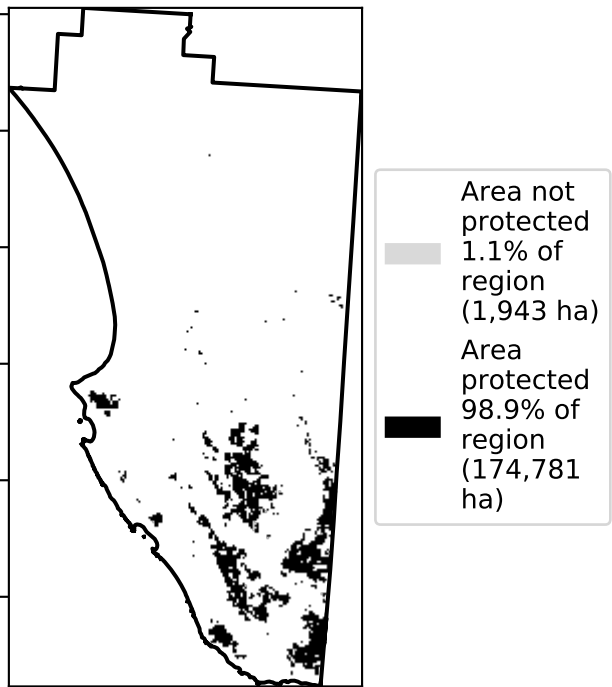 Area not
protected
1.1% of
region
(1,943 ha)
Area
protected
98.9% of
region
(174,781
ha)